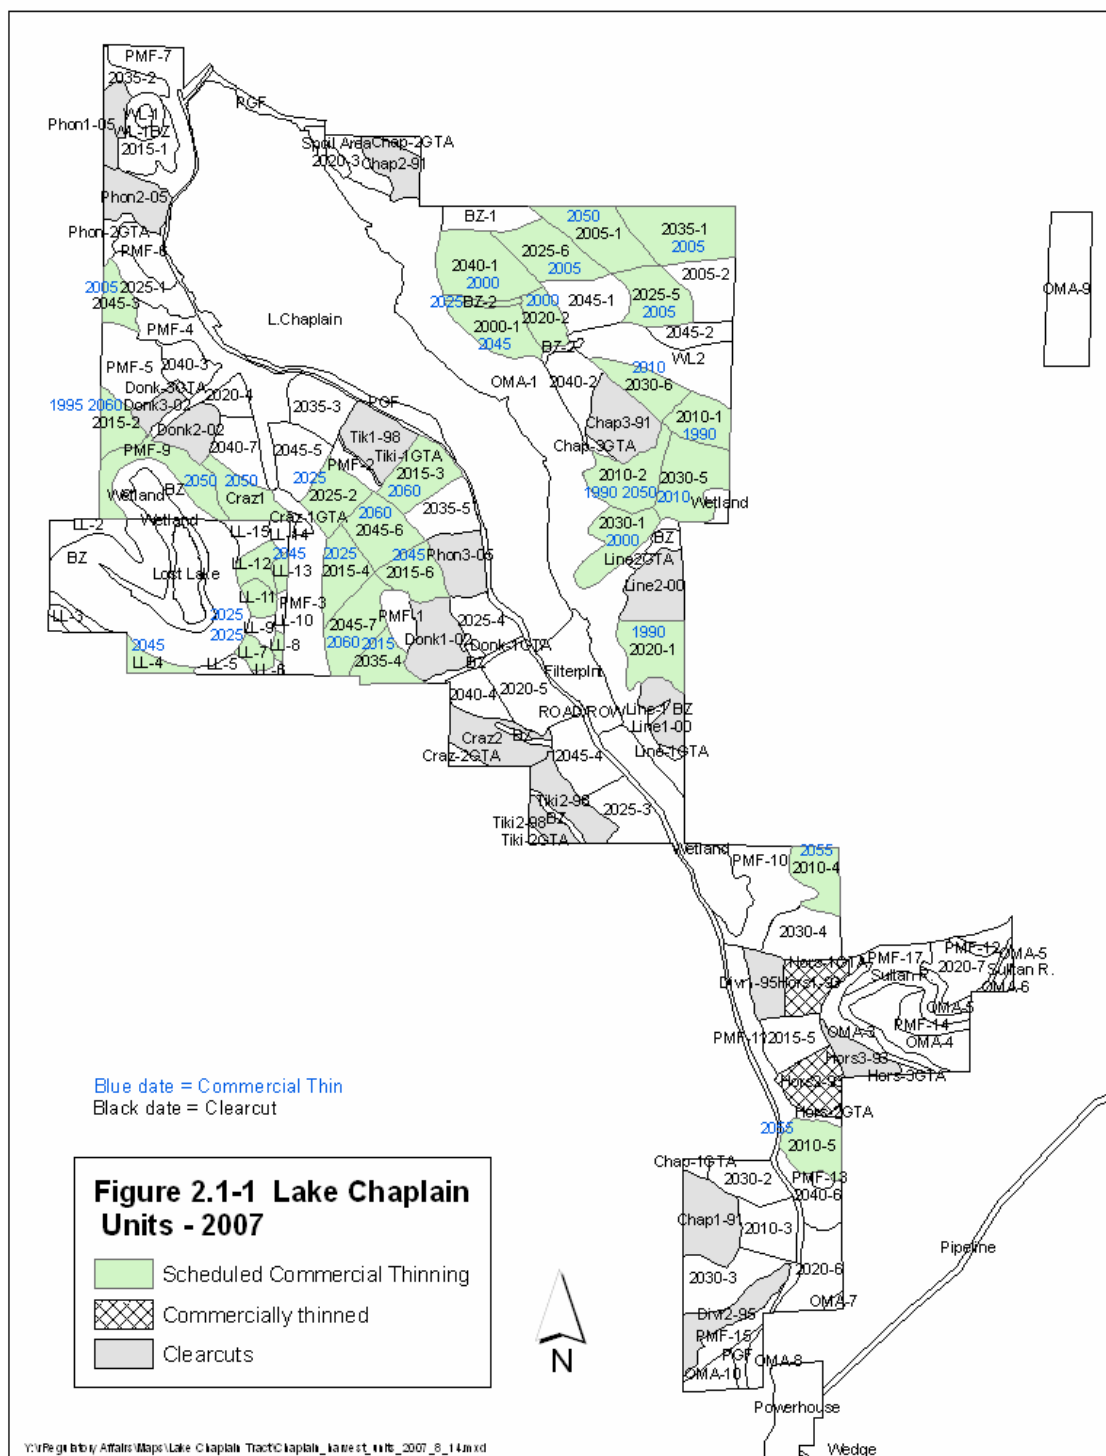 PMF-7
2035-2
PGF
WL-1
Phon1-05
WL-1BZ
2015-1
Spoil Area
Chap-2GTA
2020-3
Chap2-91
Phon2-05
BZ-1
2050
2005-1
2035-1
2005
Phon-2GTA
PMF-6
2025-6
2005
2040-1
2000
2005-2
OMA-9
2005
2025-1
2045-3
2025
BZ-2
2000
2045-1
2025-5
2005
L.Chaplain
2000-1
2020-2
2045
PMF-4
2045-2
BZ-2
WL2
PMF-5
2040-3
2010
OMA-1
2040-2
2030-6
Donk-3GTA
2020-4
1995
2060
Donk3-02
2035-3
PGF
2015-2
Donk2-02
Chap3-91
2010-1
1990
Tik1-98
Chap-3GTA
PMF-9
2040-7
2045-5
Tiki-1GTA
PMF-2
2015-3
2010-2
2030-5
2050
2050
2025
2060
1990
2050
2010
Wetland
BZ
Craz1
2025-2
Wetland
Wetland
Craz-1GTA
2060
2035-5
2030-1
LL-2
LL-15
LL-14
2045-6
2000
BZ
BZ
2045
2025
2045
Phon3-05
Line2GTA
Lost Lake
LL-12
LL-13
2015-4
2015-6
Line2-00
LL-11
PMF-3
LL-3
2025
LL-10
PMF-1
2025-4
LL-9
2045-7
2025
1990
2045
LL-8
2060
2015
Donk1-02
Donk-1GTA
2020-1
LL-4
LL-7
LL-5
LL-6
2035-4
BZ
Filterplnt
2040-4
2020-5
ROAD/ROW
Line-1 BZ
Line1-00
Craz2
BZ
Craz-2GTA
2045-4
Line-1GTA
Tiki2-98
2025-3
Tiki2-98
BZ
Tiki-2GTA
Wetland
PMF-10
2055
2010-4
2030-4
Hors-1GTA
PMF-17
PMF-12
OMA-5
2020-7
Divr1-95
Hors1-93
Sultan R
Sultan R.
OMA-6
OMA-5
PMF-14
PMF-11
2015-5
OMA-3
OMA-4
Hors3-93
Hors2-93
Hors-3GTA
Hors-2GTA
Blue date = Commercial Thin
Black date = Clearcut
2055
2010-5
Chap-1GTA
2030-2
PMF-13
2040-6
Chap1-91
2010-3
Pipeline
2030-3
2020-6
OMA-7
Divr2-95
PMF-15
PGF
OMA-8
OMA-10
Powerhouse
Wedge
Figure 2.1-1 Lake Chaplain
Units - 2007
Scheduled Commercial Thinning
Commercially thinned
Clearcuts
N
Y:\rRegulatory Affairs\Maps\Lake Chaplain Tract\Chaplain_harvest_units_2007_8_14.mxd